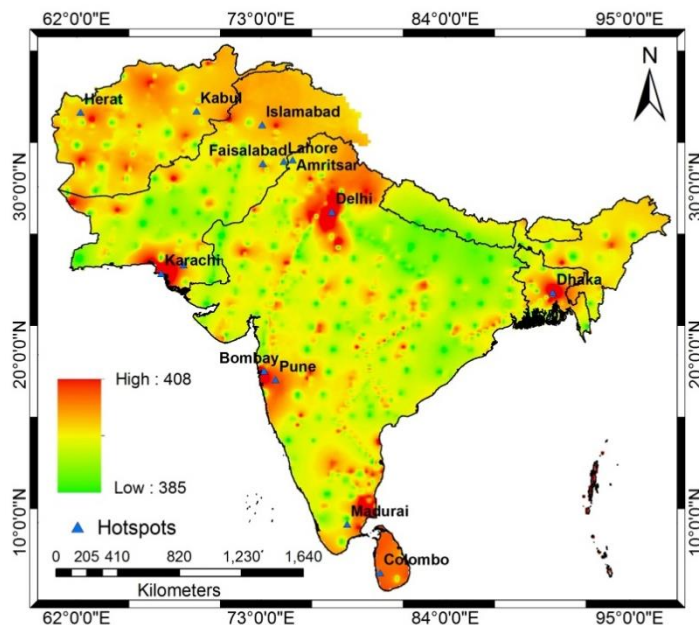 62°0'0"E 73°0'0"E 84°0'0"E 95°0'0"E
N
Herat
Kabul
Islamabad
Faisalabad
Lahore
Amritsar
Delhi
Karachi
Dhaka
Bombay
Pune
Madurai
Colombo
30°0'0"N
20°0'0"N
10°0'0"N
30°0'0"N
20°0'0"N
10°0'0"N
High : 408
Low : 385
Hotspots
0 205 410 820 1,230 1,640
Kilometers
62°0'0"E 73°0'0"E 84°0'0"E 95°0'0"E